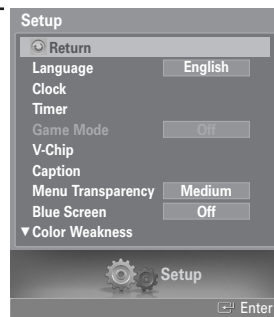 Setup
Return
Language English
Clock
Timer
Game Mode Off
V-Chip
Caption
Menu Transparency Medium
Blue Screen Off
▼ Color Weakness
Setup
Enter